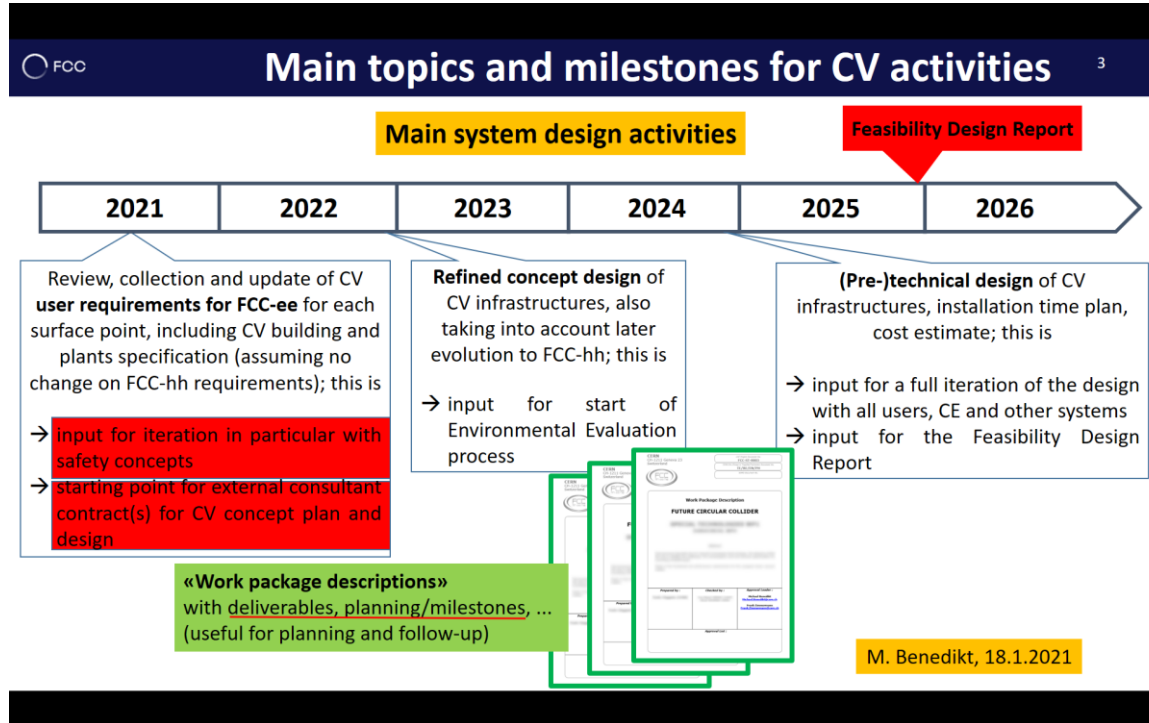 FCC
Main topics and milestones for CV activities
3
Main system design activities
Feasibility Design Report
2021
2022
2023
2024
2025
2026
Review, collection and update of CV
user requirements for FCC-ee for each
surface point, including CV building and
plants specification (assuming no
change on FCC-hh requirements); this is
→ input for iteration in particular with
safety concepts
→ starting point for external consultant
contract(s) for CV concept plan and
design
Refined concept design of
CV infrastructures, also
taking into account later
evolution to FCC-hh; this is
→ input for start of
Environmental Evaluation
process
(Pre-)technical design of CV
infrastructures, installation time plan,
cost estimate; this is
→ input for a full iteration of the design
with all users, CE and other systems
→ input for the Feasibility Design
Report
«Work package descriptions»
with deliverables, planning/milestones, ...
(useful for planning and follow-up)
Work Package Description
FUTURE CIRCULAR COLLIDER
M. Benedikt, 18.1.2021